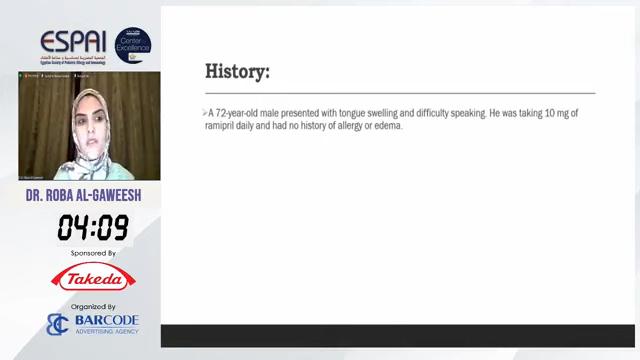 ESPAI
Center of
Excellence
History:
A 72-year-old male presented with tongue swelling and difficulty speaking. He was taking 10 mg of
ramipril daily and had no history of allergy or edema.
DR. ROBA AL-GAWEESH
04:09
Sponsored By
Takeda
Organized By
BARCODE
ADVERTISING AGENCY